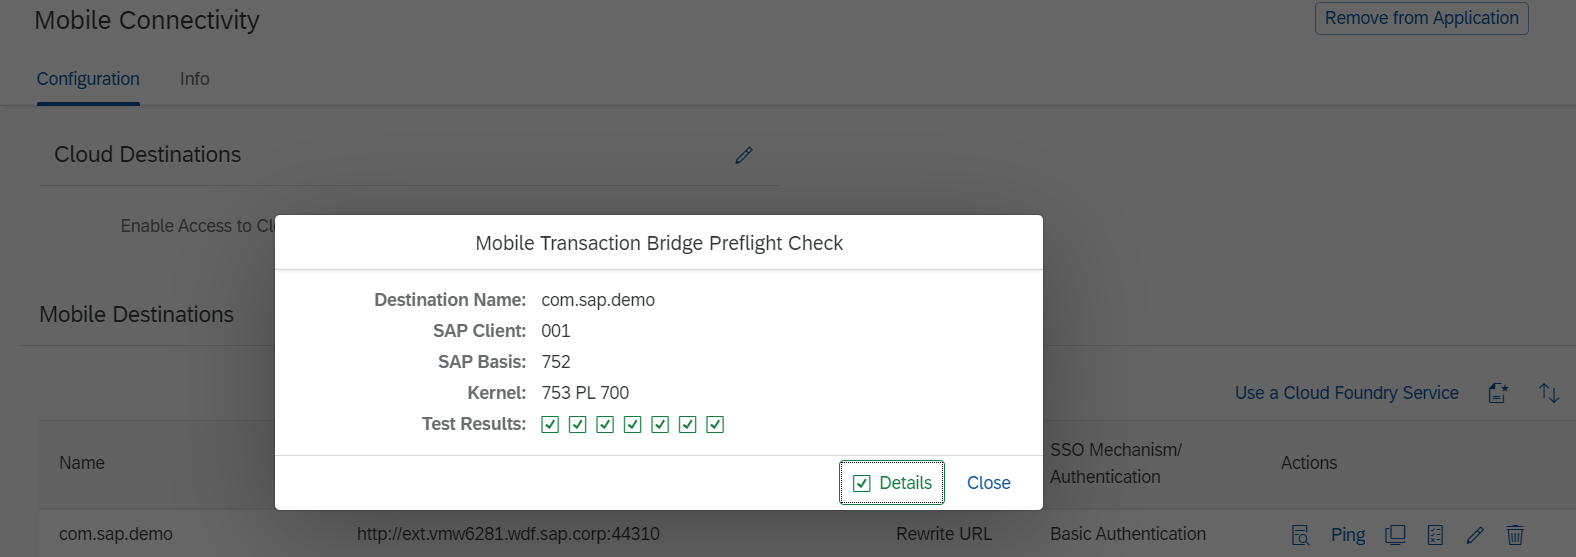 Mobile Connectivity
Remove from Application
Configuration
Info
Cloud Destinations
Enable Access to
Mobile Transaction Bridge Preflight Check
Destination Name: com.sap.demo
SAP Client: 001
SAP Basis: 752
Kernel: 753 PL 700
Test Results:
Details
Close
Mobile Destinations
Use a Cloud Foundry Service
Name
SSO Mechanism/
Authentication
Actions
com.sap.demo
http://ext.vmw6281.wdf.sap.corp:44310
Rewrite URL
Basic Authentication
Ping